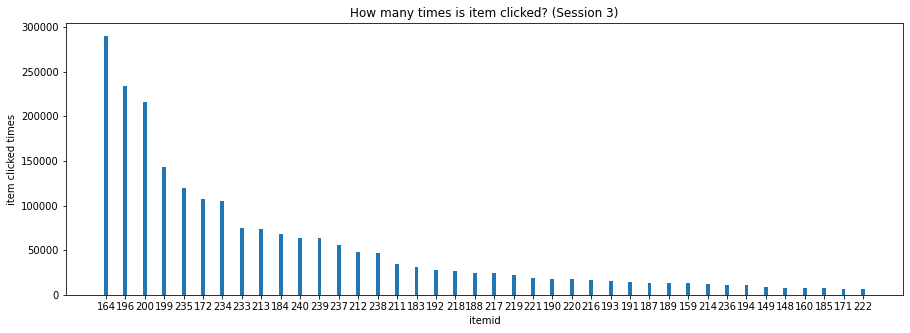 How many times is item clicked? (Session 3)
300000
250000
200000
150000
100000
50000
0
item clicked times
164 196 200 199 235 172 234 233 213 184 240 239 237 212 238 211 183 192 218 188 217 219 221 190 220 216 193 191 187 189 159 214 236 194 149 148 160 185 171 222
itemid